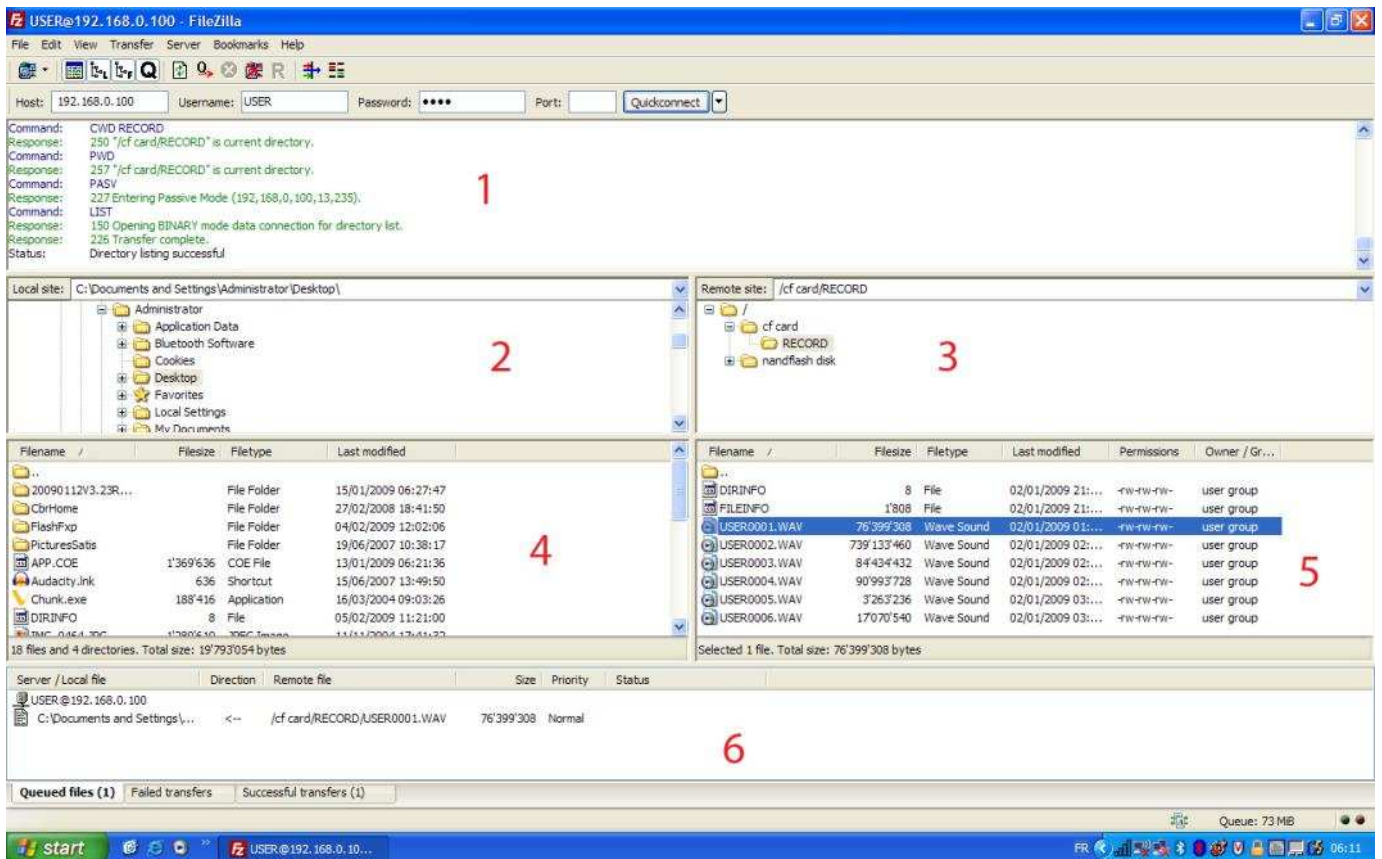 USER@192.168.0.100 - FileZilla
File Edit View Transfer Server Bookmarks Help
Host: 192.168.0.100 Username: USER Password: •••• Port: Quickconnect
Command: CWD RECORD
Response: 250 "/cf card/RECORD" is current directory.
Command: PWD
Response: 257 "/cf card/RECORD" is current directory.
Command: PASV
Response: 227 Entering Passive Mode (192,168,0,100,13,235).
Command: LIST
Response: 150 Opening BINARY mode data connection for directory list.
Response: 226 Transfer complete.
Status: Directory listing successful
1
Local site: C:\Documents and Settings\Administrator\Desktop\
Administrator
Application Data
Bluetooth Software
Cookies
Desktop
Favorites
Local Settings
My Documents
2
Remote site: /cf card/RECORD
/
cf card
RECORD
nandflash disk
3
Filename / Filesize Filetype Last modified
..
20090112V3.23R... File Folder 15/01/2009 06:27:47
CbrHome File Folder 27/02/2008 18:41:50
FlashFxp File Folder 04/02/2009 12:02:06
PicturesSatis File Folder 19/06/2007 10:38:17
APP.COE 1'369'636 COE File 13/01/2009 06:21:36
Audacity.lnk 636 Shortcut 15/06/2007 13:49:50
Chunk.exe 188'416 Application 16/03/2004 09:03:26
DIRINFO 8 File 05/02/2009 11:21:00
IMG_0464.JPG 1'280'610 JPEG Image 11/11/2004 17:41:32
18 files and 4 directories. Total size: 19'793'054 bytes
4
Filename / Filesize Filetype Last modified Permissions Owner / Gr...
..
DIRINFO 8 File 02/01/2009 21:... -rw-rw-rw- user group
FILEINFO 1'808 File 02/01/2009 21:... -rw-rw-rw- user group
USER0001.WAV 76'399'308 Wave Sound 02/01/2009 01:... -rw-rw-rw- user group
USER0002.WAV 739'133'460 Wave Sound 02/01/2009 02:... -rw-rw-rw- user group
USER0003.WAV 84'434'432 Wave Sound 02/01/2009 02:... -rw-rw-rw- user group
USER0004.WAV 90'993'728 Wave Sound 02/01/2009 02:... -rw-rw-rw- user group
USER0005.WAV 3'263'236 Wave Sound 02/01/2009 03:... -rw-rw-rw- user group
USER0006.WAV 17'070'540 Wave Sound 02/01/2009 03:... -rw-rw-rw- user group
Selected 1 file. Total size: 76'399'308 bytes
5
Server / Local file Direction Remote file Size Priority Status
USER@192.168.0.100
C:\Documents and Settings\... <-- /cf card/RECORD/USER0001.WAV 76'399'308 Normal
6
Queued files (1) Failed transfers Successful transfers (1)
Queue: 73 MiB
start USER@192.168.0.10... FR 06:11